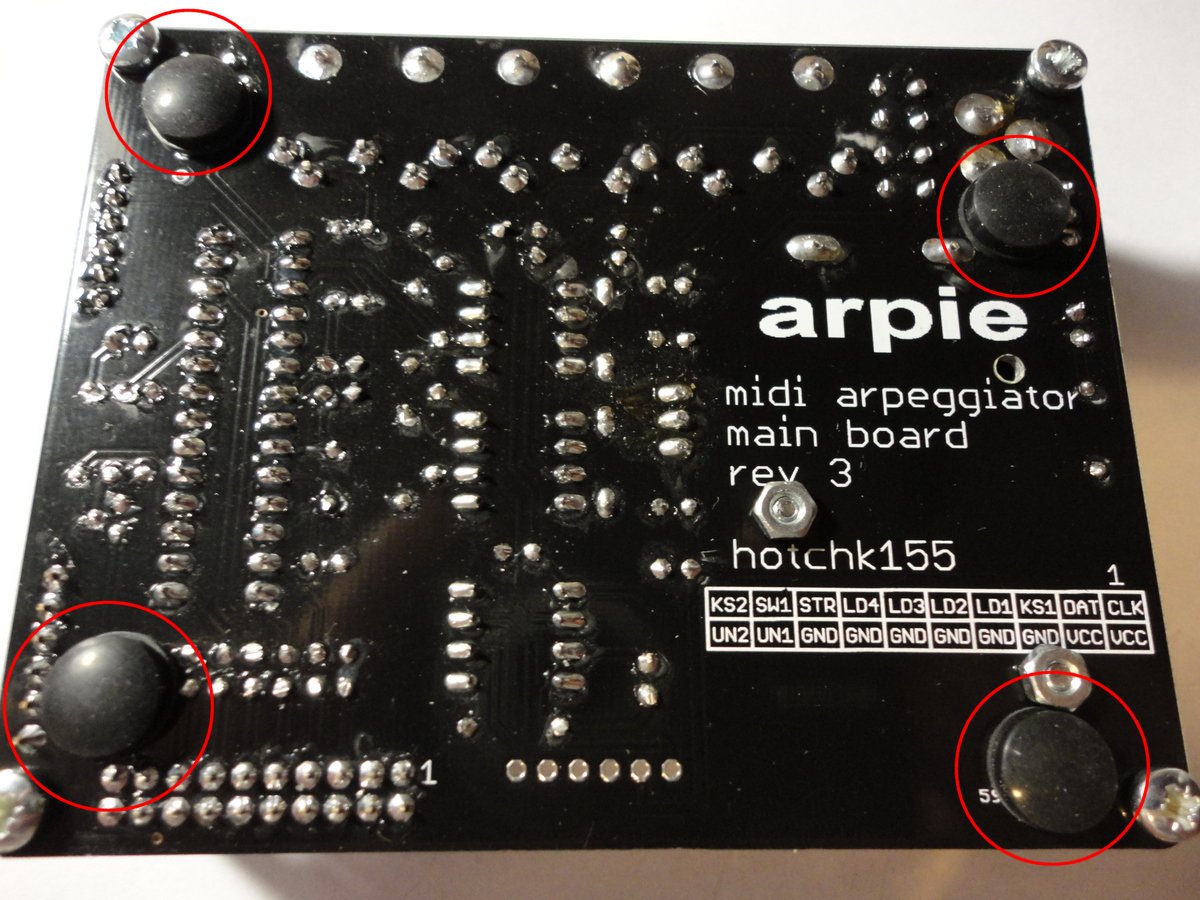 arpie
midi arpeggiator
main board
rev 3
hotchk155
1
KS2 SW1 STR LD4 LD3 LD2 LD1 KS1 DAT CLK
UN2 UN1 GND GND GND GND GND GND VCC VCC
1